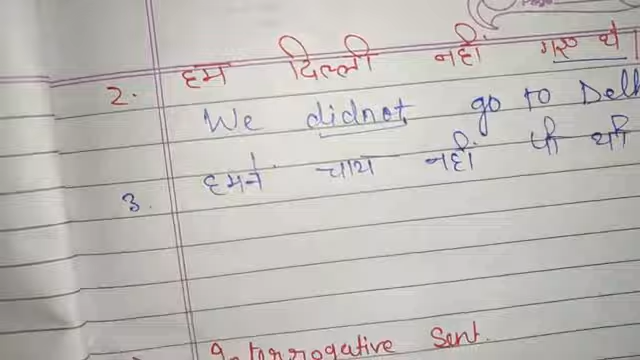 2. हम दिल्ली नहीं गए थे।
We didnot go to Delh
3. हमने चाय नहीं पी थी
Interrogative Sent.